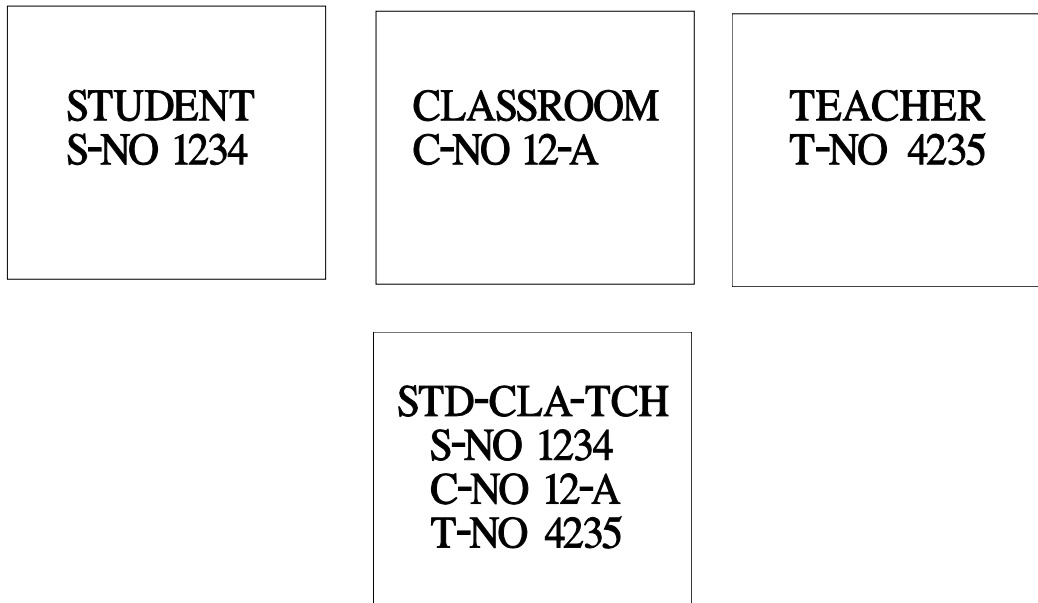 STUDENT
S-NO 1234
CLASSROOM
C-NO 12-A
TEACHER
T-NO 4235
STD-CLA-TCH
S-NO 1234
C-NO 12-A
T-NO 4235